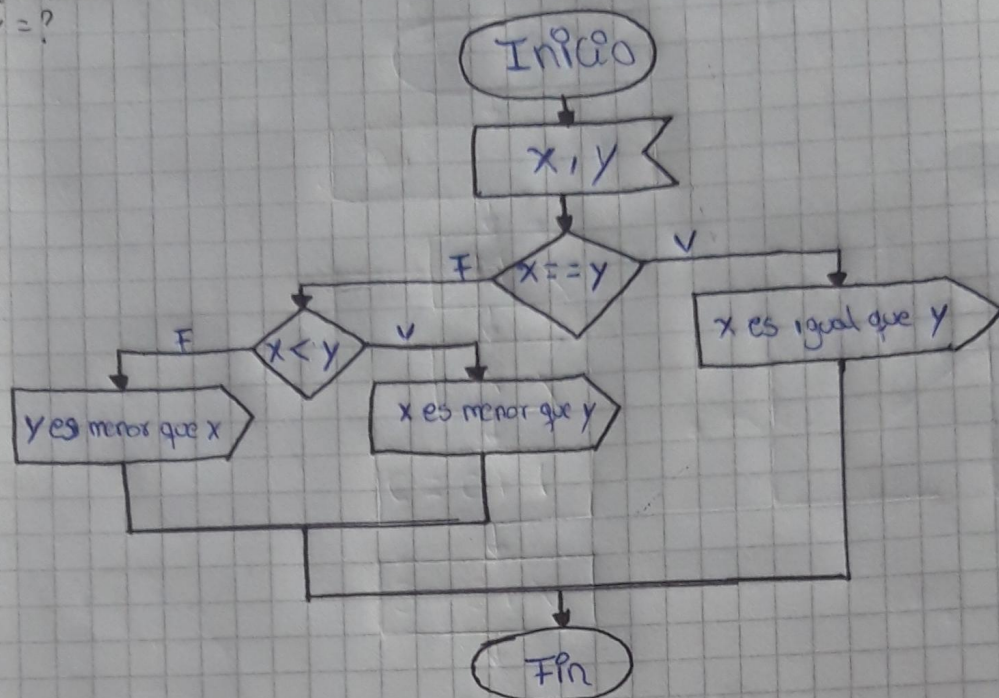 =?
Inicio
x, y
x == y
F
V
x es igual que y
x < y
F
V
y es menor que x
x es menor que y
Fin